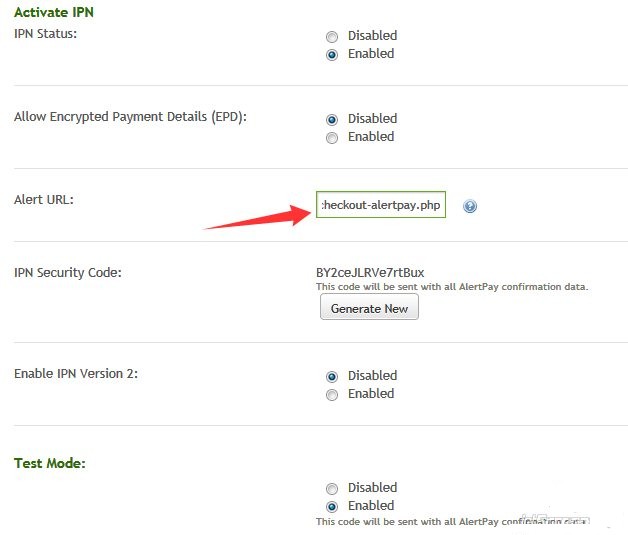 Activate IPN
IPN Status:
Disabled
Enabled
Allow Encrypted Payment Details (EPD):
Disabled
Enabled
Alert URL:
:heckout-alertpay.php
?
IPN Security Code:
BY2ceJLRVe7rtBux
This code will be sent with all AlertPay confirmation data.
Generate New
Enable IPN Version 2:
Disabled
Enabled
Test Mode:
Disabled
Enabled
This code will be sent with all AlertPay confirmation data